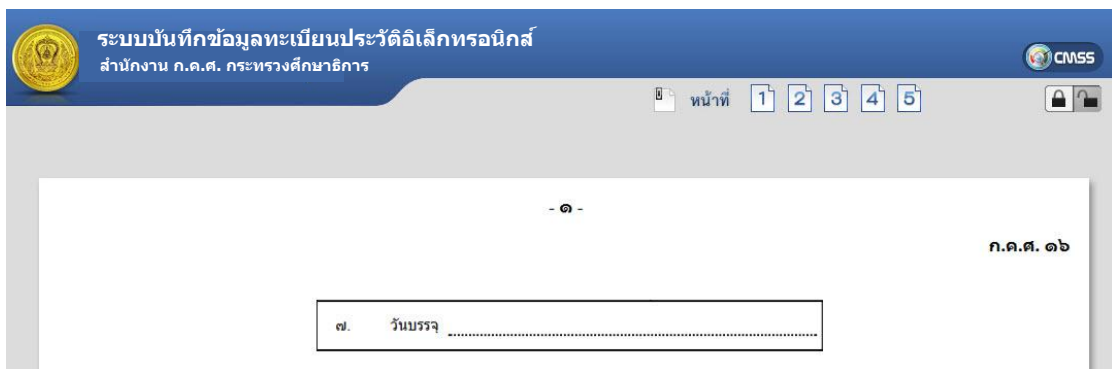 ระบบบันทึกข้อมูลทะเบียนประวัติอิเล็กทรอนิกส์
สำนักงาน ก.ค.ศ. กระทรวงศึกษาธิการ
CMSS
หน้าที่ 1 2 3 4 5
- ๑ -
ก.ค.ศ. ๑๖
๗. วันบรรจุ